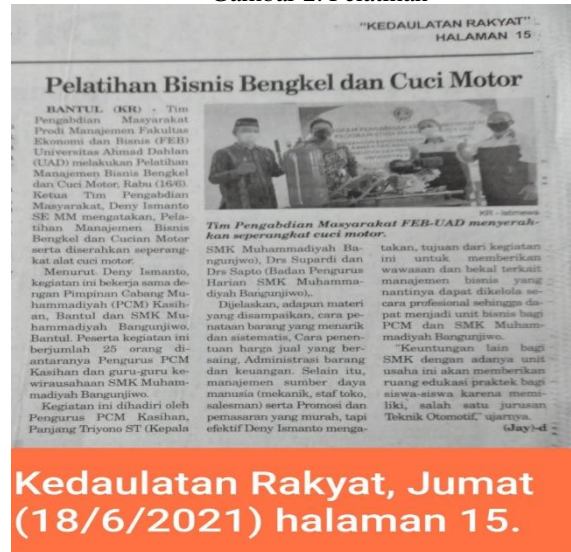 Gambar 2. Pelatihan
"KEDAULATAN RAKYAT"
HALAMAN 15
Pelatihan Bisnis Bengkel dan Cuci Motor
BANTUL (KR) - Tim
Pengabdian Masyarakat
Prodi Manajemen Fakultas
Ekonomi dan Bisnis (FEB)
Universitas Ahmad Dahlan
(UAD) melakukan Pelatihan
Manajemen Bisnis Bengkel
dan Cuci Motor, Rabu (16/6).
Ketua Tim Pengabdian
Masyarakat, Deny Ismanto
SE MM mengatakan, Pela-
tihan Manajemen Bisnis
Bengkel dan Cucian Motor
serta diserahkan seperang-
kat alat cuci motor.
Menurut Deny Ismanto,
kegiatan ini bekerja sama de-
ngan Pimpinan Cabang Mu-
hammadiyah (PCM) Kasih-
an, Bantul dan SMK Mu-
hammadiyah Bangunjiwo,
Bantul. Peserta kegiatan ini
berjumlah 25 orang di-
antaranya Pengurus PCM
Kasihan dan guru-guru ke-
wirausahaan SMK Muham-
madiyah Bangunjiwo.
Kegiatan ini dihadiri oleh
Pengurus PCM Kasihan,
Panjang Triyono ST (Kepala
KR - Istimewa
Tim Pengabdian Masyarakat FEB-UAD menyerah-
kan seperangkat cuci motor.
SMK Muhammadiyah Ba-
ngunjwo), Drs Supardi dan
Drs Sapto (Badan Pengurus
Harian SMK Muhamma-
diyah Bangunjiwo).
Dijelaskan, adapun materi
yang disampaikan, cara pe-
nataan barang yang menarik
dan sistematis, Cara penen-
tuan harga jual yang ber-
saing, Administrasi barang
dan keuangan. Selain itu,
manajemen sumber daya
manusia (mekanik, staf toko,
salesman) serta Promosi dan
pemasaran yang murah, tapi
efektif Deny Ismanto menga-
takan, tujuan dari kegiatan
ini untuk memberikan
wawasan dan bekal terkait
manajemen bisnis yang
nantinya dapat dikelola se-
cara profesional sehingga da-
pat menjadi unit bisnis bagi
PCM dan SMK Muham-
madiyah Bangunjiwo.
"Keuntungan lain bagi
SMK dengan adanya unit
usaha ini akan memberikan
ruang edukasi praktek bagi
siswa-siswa karena memi-
liki, salah satu jurusan
Teknik Otomotif," ujarnya.
(Jay)-d
Kedaulatan Rakyat, Jumat
(18/6/2021) halaman 15.